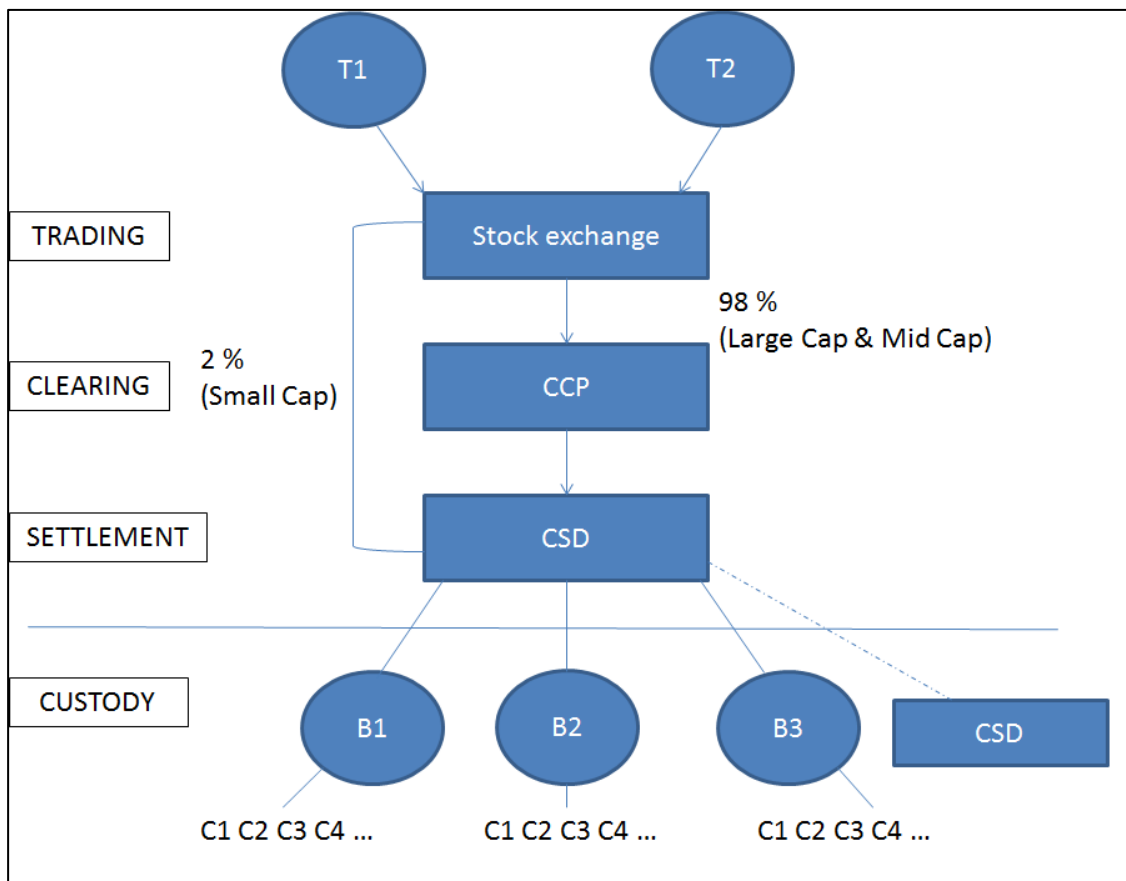 T1
T2
TRADING
Stock exchange
98 %
(Large Cap & Mid Cap)
2 %
(Small Cap)
CLEARING
CCP
SETTLEMENT
CSD
CUSTODY
B1
B2
B3
CSD
C1 C2 C3 C4 ...
C1 C2 C3 C4 ...
C1 C2 C3 C4 ...